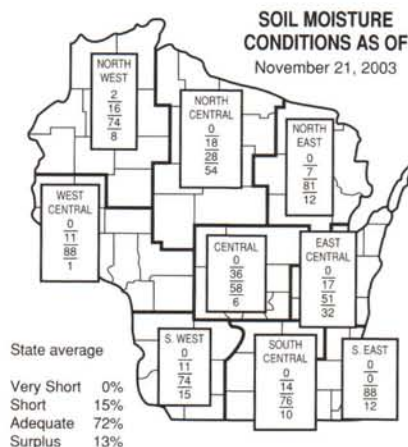 SOIL MOISTURE
CONDITIONS AS OF
November 21, 2003
NORTH
WEST
2
16
74
8
NORTH
CENTRAL
0
18
28
54
NORTH
EAST
0
7
81
12
WEST
CENTRAL
0
11
88
1
CENTRAL
0
36
58
6
EAST
CENTRAL
0
17
51
32
S. WEST
0
11
74
15
SOUTH
CENTRAL
0
14
76
10
S. EAST
0
0
88
12
State average
Very Short 0%
Short 15%
Adequate 72%
Surplus 13%